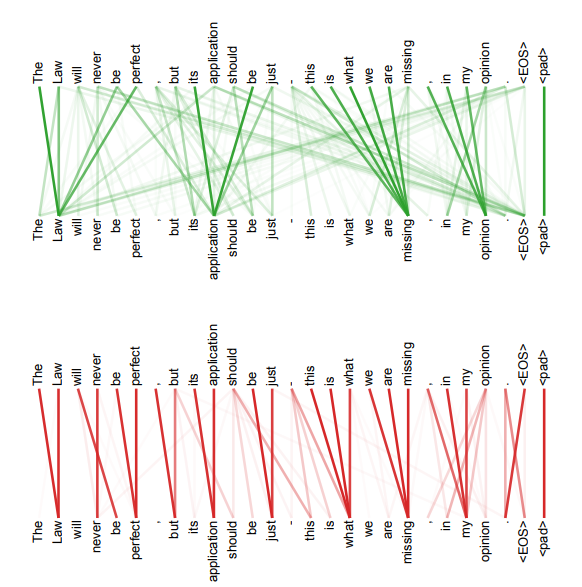 The Law will never be perfect , but its application should be just - this is what we are missing , in my opinion . <EOS> <pad>
The Law will never be perfect , but its application should be just - this is what we are missing , in my opinion . <EOS> <pad>
The Law will never be perfect , but its application should be just - this is what we are missing , in my opinion . <EOS> <pad>
The Law will never be perfect , but its application should be just - this is what we are missing , in my opinion . <EOS> <pad>